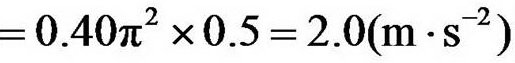 =0.40π² × 0.5 = 2.0(m·s⁻²)